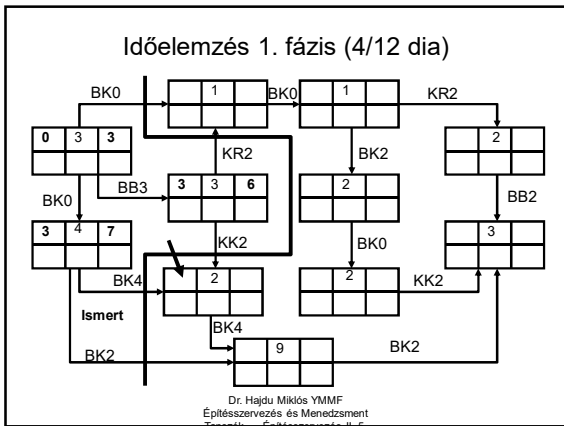 Időelemzés 1. fázis (4/12 dia)
BK0
1
BK0
1
KR2
0 3 3
KR2
BK2
2
BK0
BB3
3 3 6
2
BB2
3 4 7
KK2
BK0
3
BK4
2
2
KK2
Ismert
BK4
BK2
9
BK2
Dr. Hajdu Miklós YMMF
Építésszervezés és Menedzsment